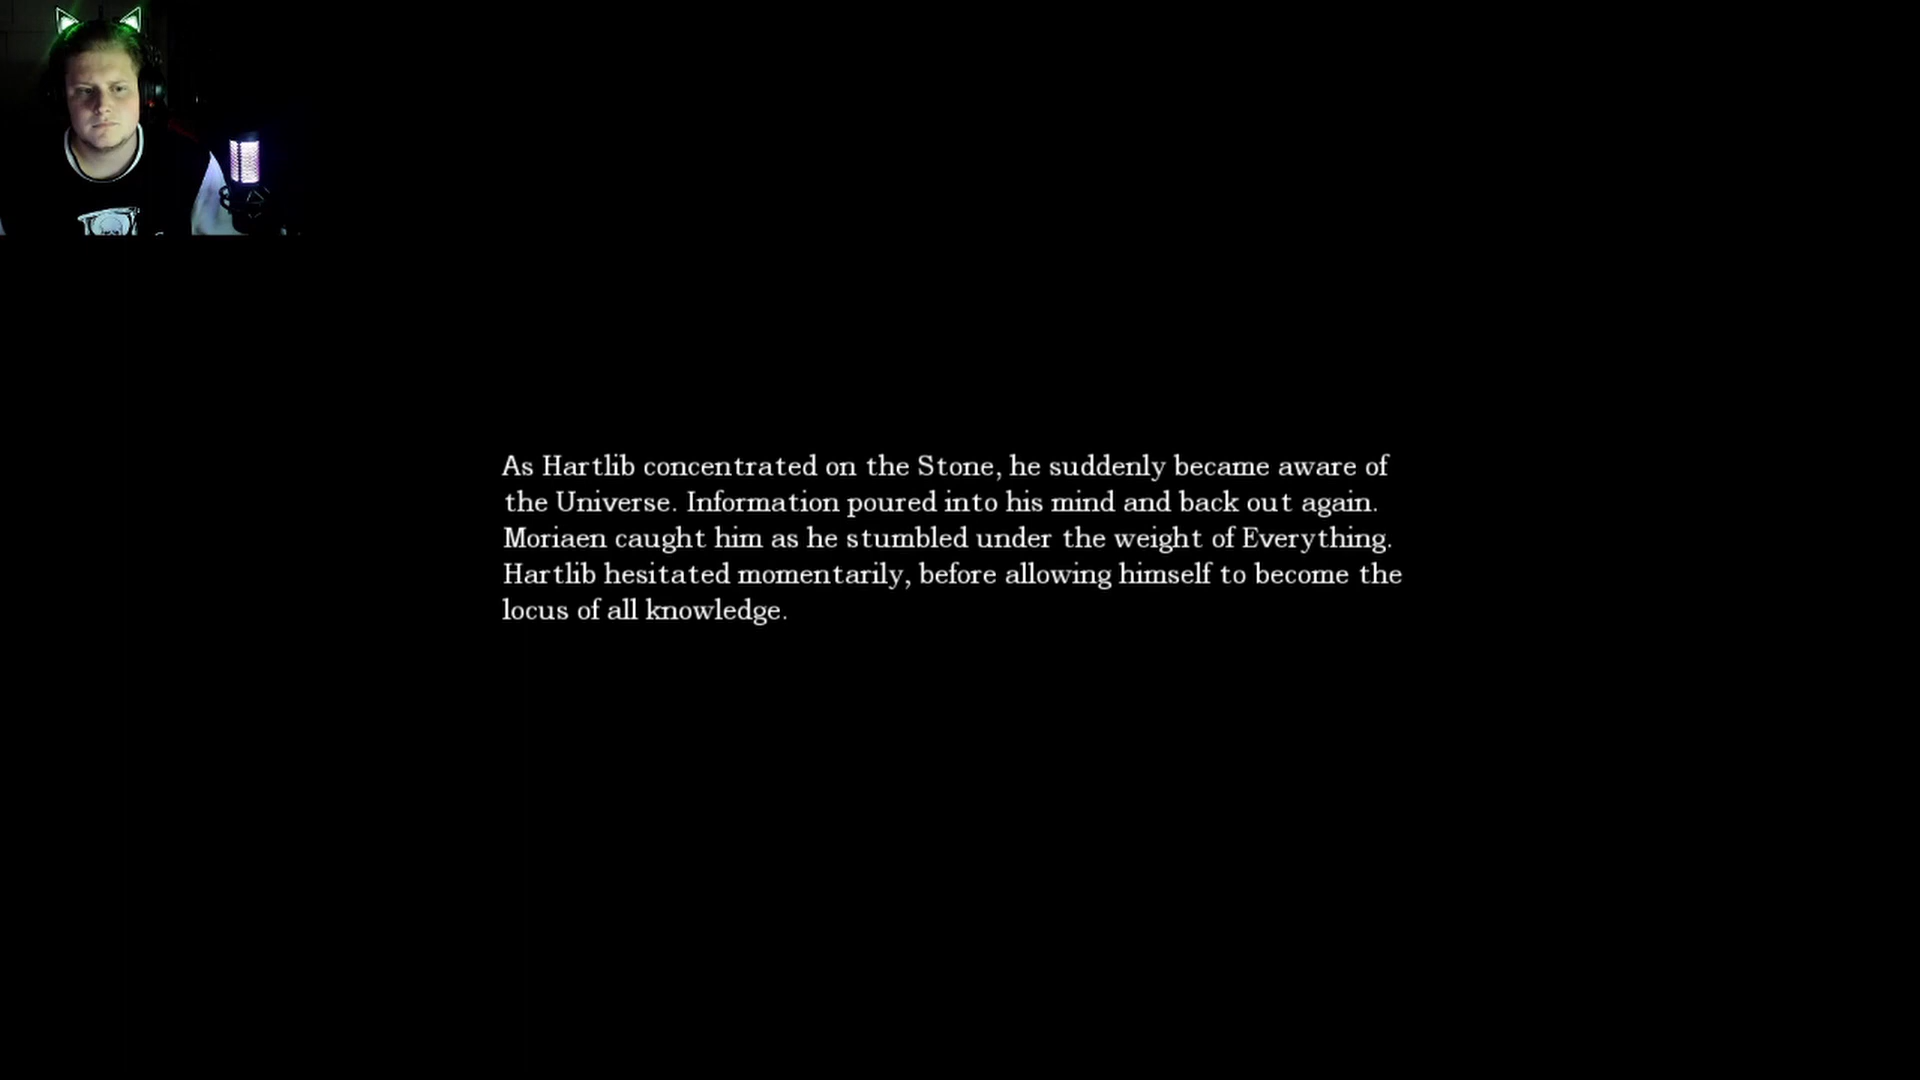 As Hartlib concentrated on the Stone, he suddenly became aware of
the Universe. Information poured into his mind and back out again.
Moriaen caught him as he stumbled under the weight of Everything.
Hartlib hesitated momentarily, before allowing himself to become the
locus of all knowledge.